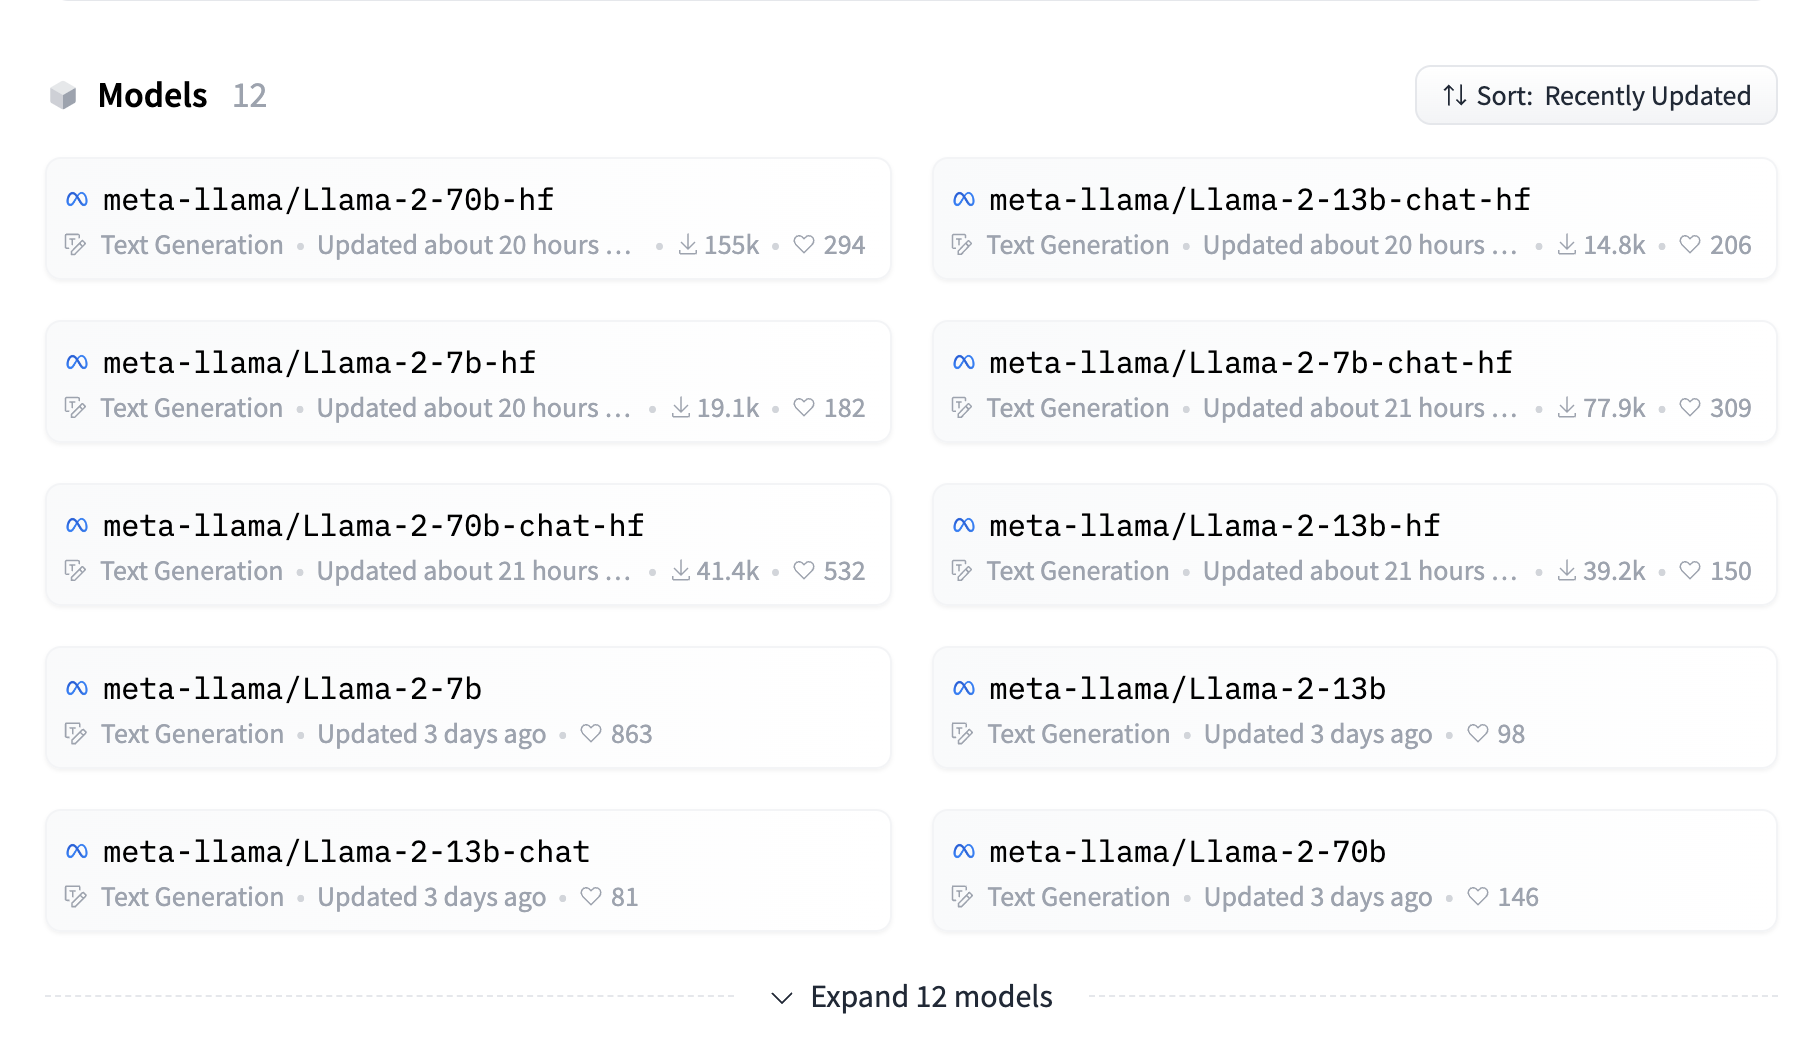 Models 12
Sort: Recently Updated
meta-llama/Llama-2-70b-hf
Text Generation • Updated about 20 hours ... • 155k • 294
meta-llama/Llama-2-13b-chat-hf
Text Generation • Updated about 20 hours ... • 14.8k • 206
meta-llama/Llama-2-7b-hf
Text Generation • Updated about 20 hours ... • 19.1k • 182
meta-llama/Llama-2-7b-chat-hf
Text Generation • Updated about 21 hours ... • 77.9k • 309
meta-llama/Llama-2-70b-chat-hf
Text Generation • Updated about 21 hours ... • 41.4k • 532
meta-llama/Llama-2-13b-hf
Text Generation • Updated about 21 hours ... • 39.2k • 150
meta-llama/Llama-2-7b
Text Generation • Updated 3 days ago • 863
meta-llama/Llama-2-13b
Text Generation • Updated 3 days ago • 98
meta-llama/Llama-2-13b-chat
Text Generation • Updated 3 days ago • 81
meta-llama/Llama-2-70b
Text Generation • Updated 3 days ago • 146
Expand 12 models